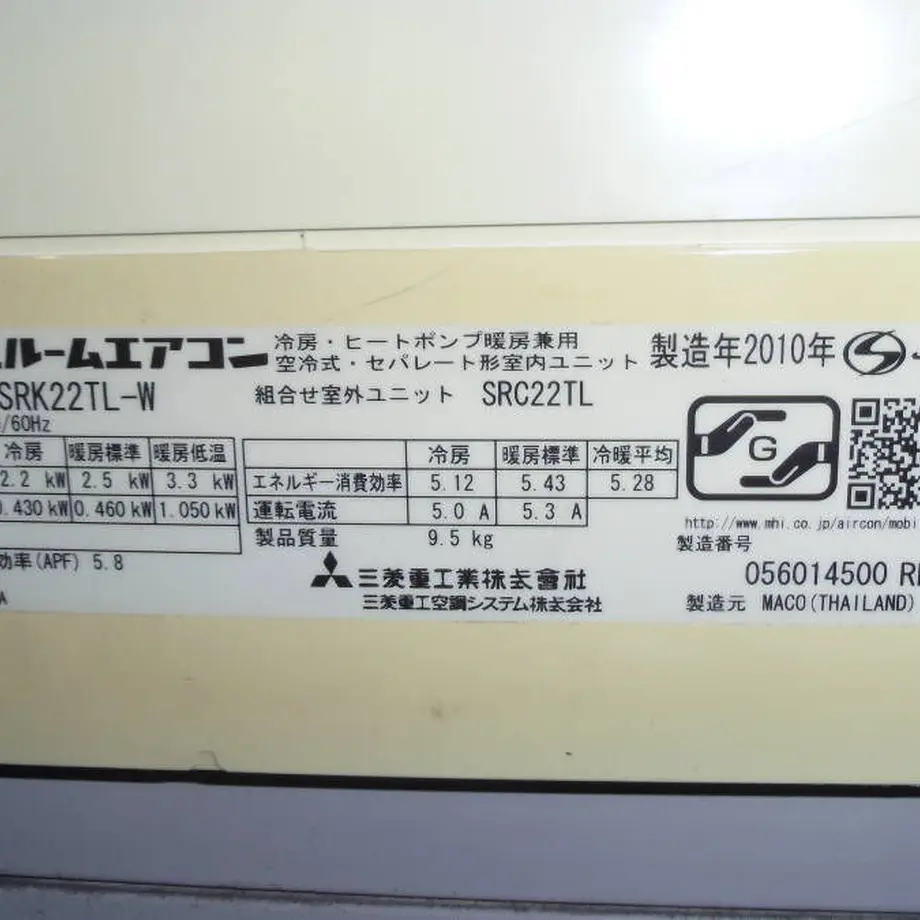 ルームエアコン
冷房・ヒートポンプ暖房兼用
空冷式・セパレート形室内ユニット
製造年2010年
SRK22TL-W
組合せ室外ユニット SRC22TL
/60Hz
冷房 暖房標準 暖房低温
2.2 kW 2.5 kW 3.3 kW
0.430 kW 0.460 kW 1.050 kW
効率(APF) 5.8
冷房 暖房標準 冷暖平均
エネルギー消費効率 5.12 5.43 5.28
運転電流 5.0 A 5.3 A
製品質量 9.5 kg
三菱重工業株式會社
三菱重工空調システム株式会社
G
http://www.mhi.co.jp/aircon/mobi
製造番号
056014500 R
製造元 MACO(THAILAND)